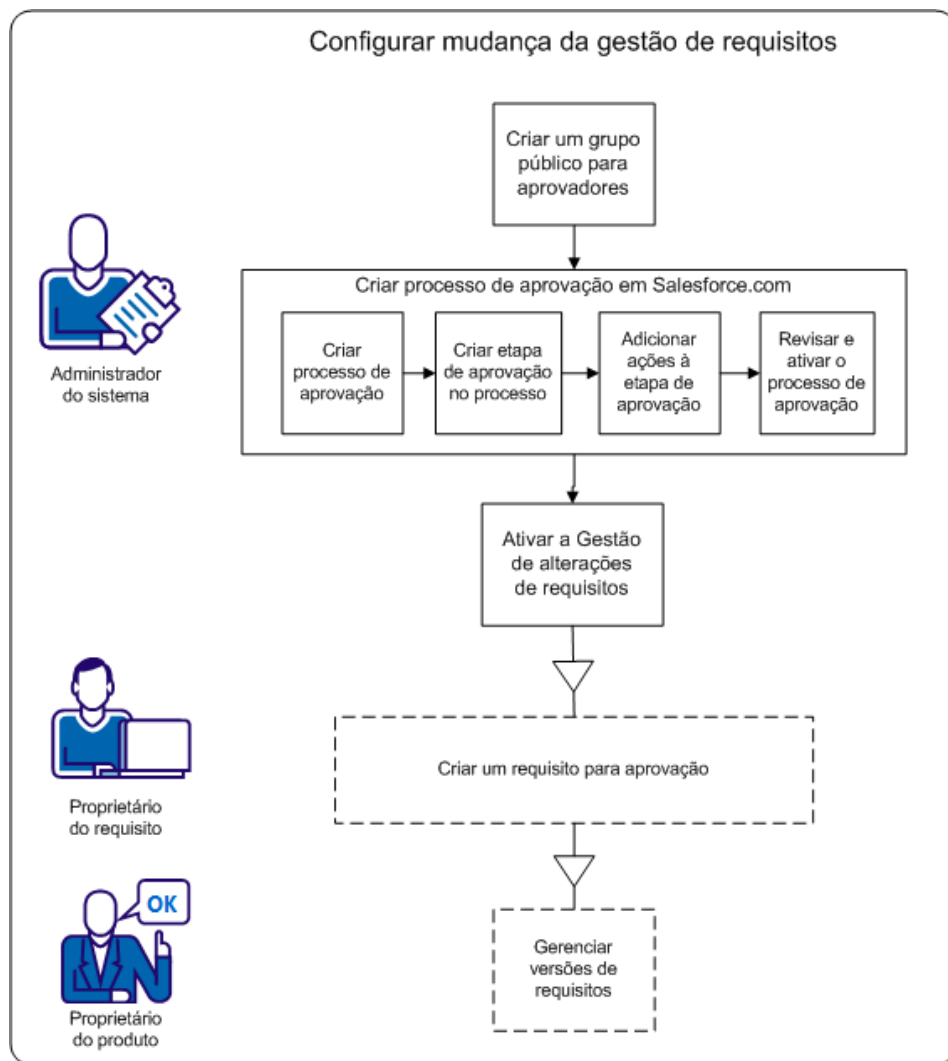 Configurar mudança da gestão de requisitos
Criar um grupo
público para
aprovadores
Administrador
do sistema
Criar processo de aprovação em Salesforce.com
Criar
processo de
aprovação
Criar etapa
de aprovação
no processo
Adicionar
ações à
etapa de
aprovação
Revisar e
ativar o
processo de
aprovação
Ativar a Gestão
de alterações
de requisitos
Proprietário
do requisito
Criar um requisito para aprovação
OK
Proprietário
do produto
Gerenciar
versões de
requisitos